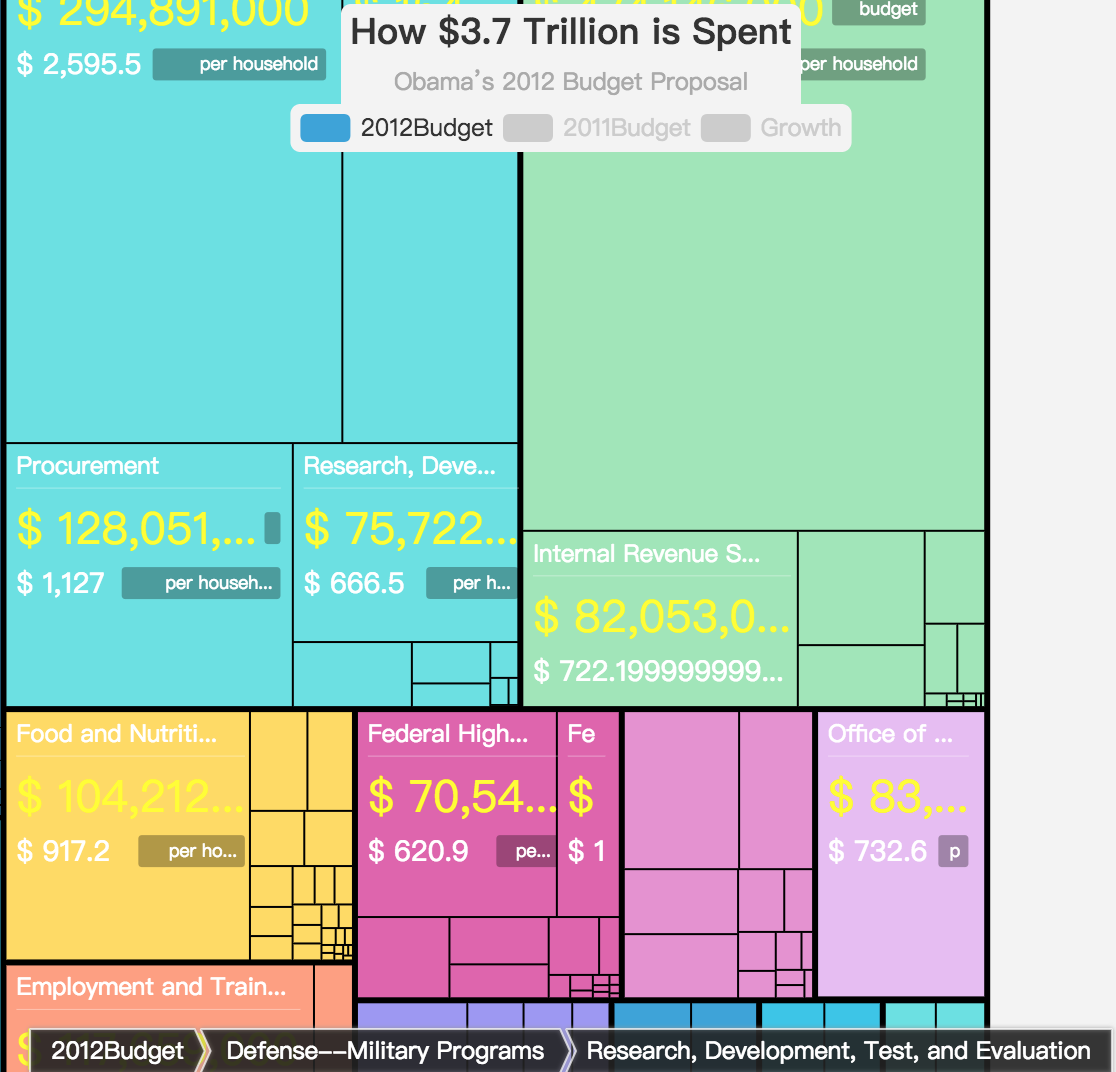 $ 294,891,000
budget
$ 2,595.5 per household
per household
How $3.7 Trillion is Spent
Obama's 2012 Budget Proposal
2012Budget 2011Budget Growth
Procurement
$ 128,051,...
$ 1,127 per househ...
Research, Deve...
$ 75,722...
$ 666.5 per h...
Internal Revenue S...
$ 82,053,0...
$ 722.199999999...
Food and Nutriti...
$ 104,212...
$ 917.2 per ho...
Federal High...
$ 70,54...
$ 620.9 pe...
Fe
$
$ 1
Office of ...
$ 83,...
$ 732.6 p
Employment and Train...
2012Budget Defense--Military Programs Research, Development, Test, and Evaluation